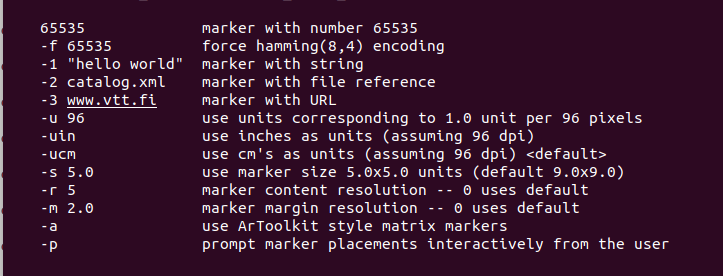 65535 marker with number 65535
-f 65535 force hamming(8,4) encoding
-1 "hello world" marker with string
-2 catalog.xml marker with file reference
-3 www.vtt.fi marker with URL
-u 96 use units corresponding to 1.0 unit per 96 pixels
-uin use inches as units (assuming 96 dpi)
-ucm use cm's as units (assuming 96 dpi) <default>
-s 5.0 use marker size 5.0x5.0 units (default 9.0x9.0)
-r 5 marker content resolution -- 0 uses default
-m 2.0 marker margin resolution -- 0 uses default
-a use ArToolkit style matrix markers
-p prompt marker placements interactively from the user